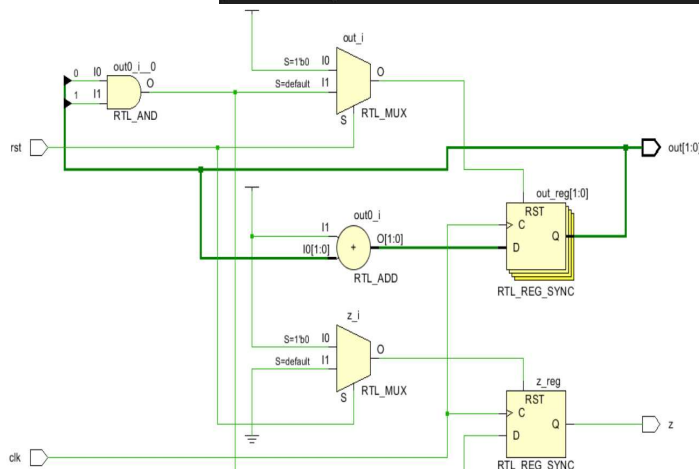 out_i
out0_i__0
S=1'b0 I0
0 I0
O
O
S=default I1
1 I1
RTL_AND
S
RTL_MUX
rst
out[1:0]
out_reg[1:0]
out0_i
RST
I1
C
O[1:0]
I0[1:0]
+
D
Q
RTL_ADD
RTL_REG_SYNC
z_i
S=1'b0 I0
O
S=default I1
z_reg
RTL_MUX
RST
S
C
Q
z
D
clk
RTL_REG_SYNC